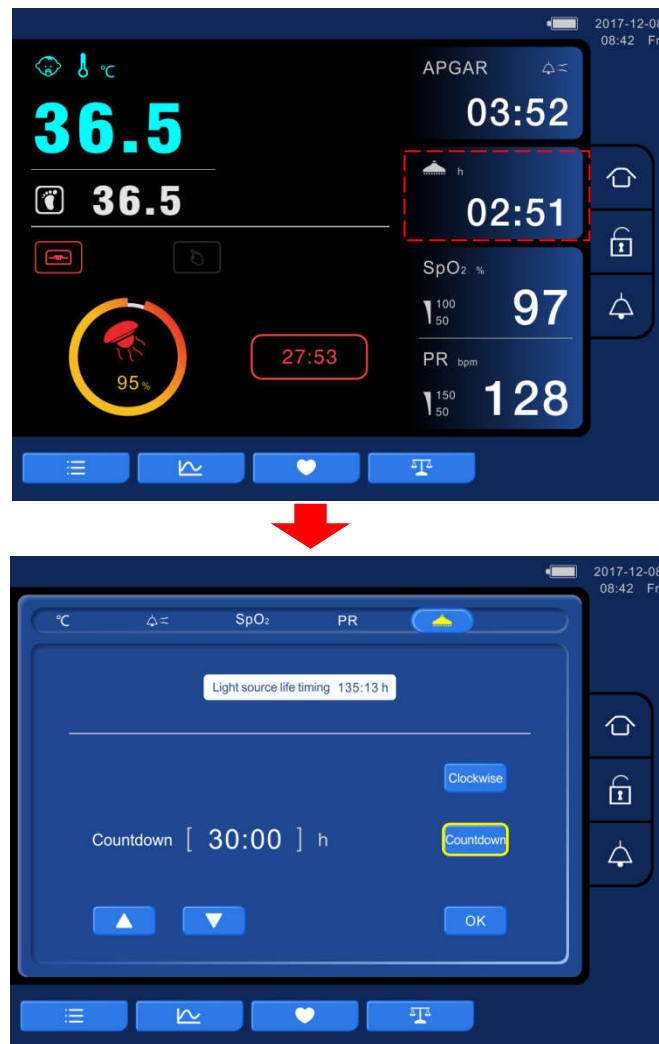 2017-12-08
08:42 Fr
℃
APGAR
36.5
03:52
h
36.5
02:51
SpO₂ %
100
50
97
95%
27:53
PR bpm
150
50
128
2017-12-08
08:42 Fr
℃ SpO₂ PR
Light source life timing 135:13 h
Clockwise
Countdown [ 30:00 ] h
Countdown
OK